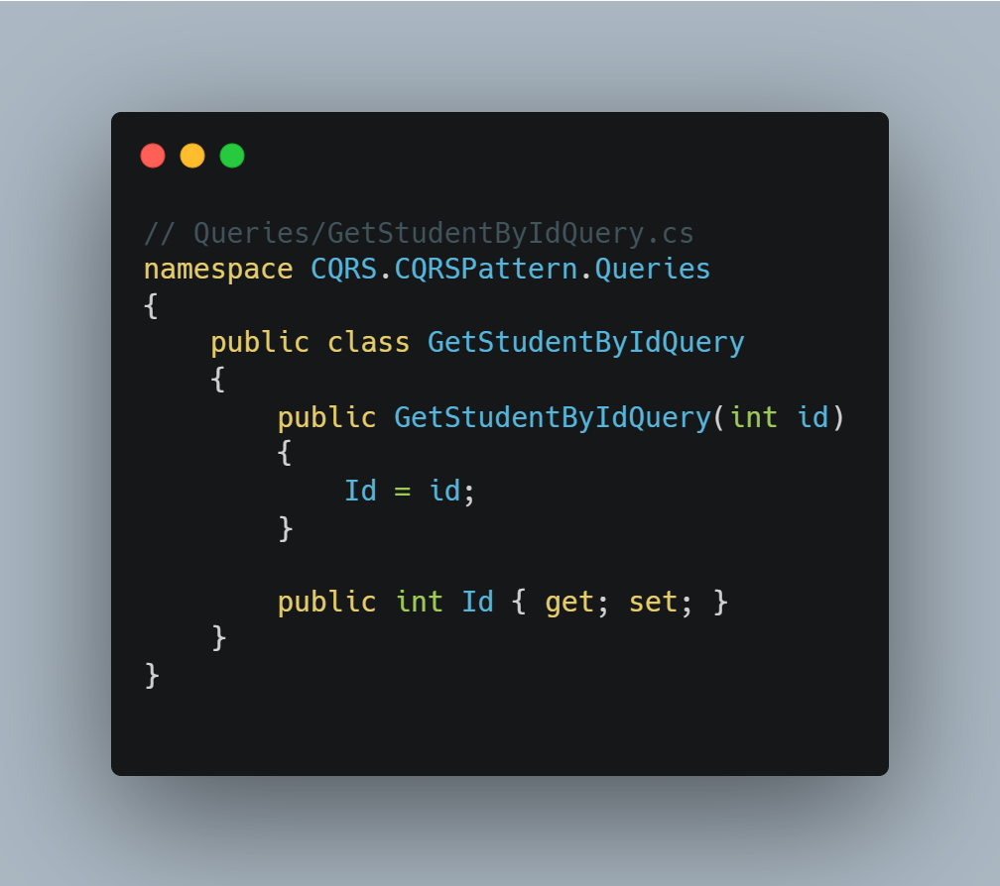 // Queries/GetStudentByIdQuery.cs
namespace CQRS.CQRSPattern.Queries
{
    public class GetStudentByIdQuery
    {
        public GetStudentByIdQuery(int id)
        {
            Id = id;
        }

        public int Id { get; set; }
    }
}